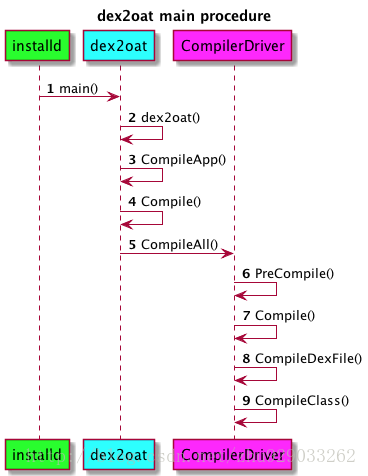 dex2oat main procedure
installd dex2oat CompilerDriver
1 main()
2 dex2oat()
3 CompileApp()
4 Compile()
5 CompileAll()
6 PreCompile()
7 Compile()
8 CompileDexFile()
9 CompileClass()
installd dex2oat CompilerDriver